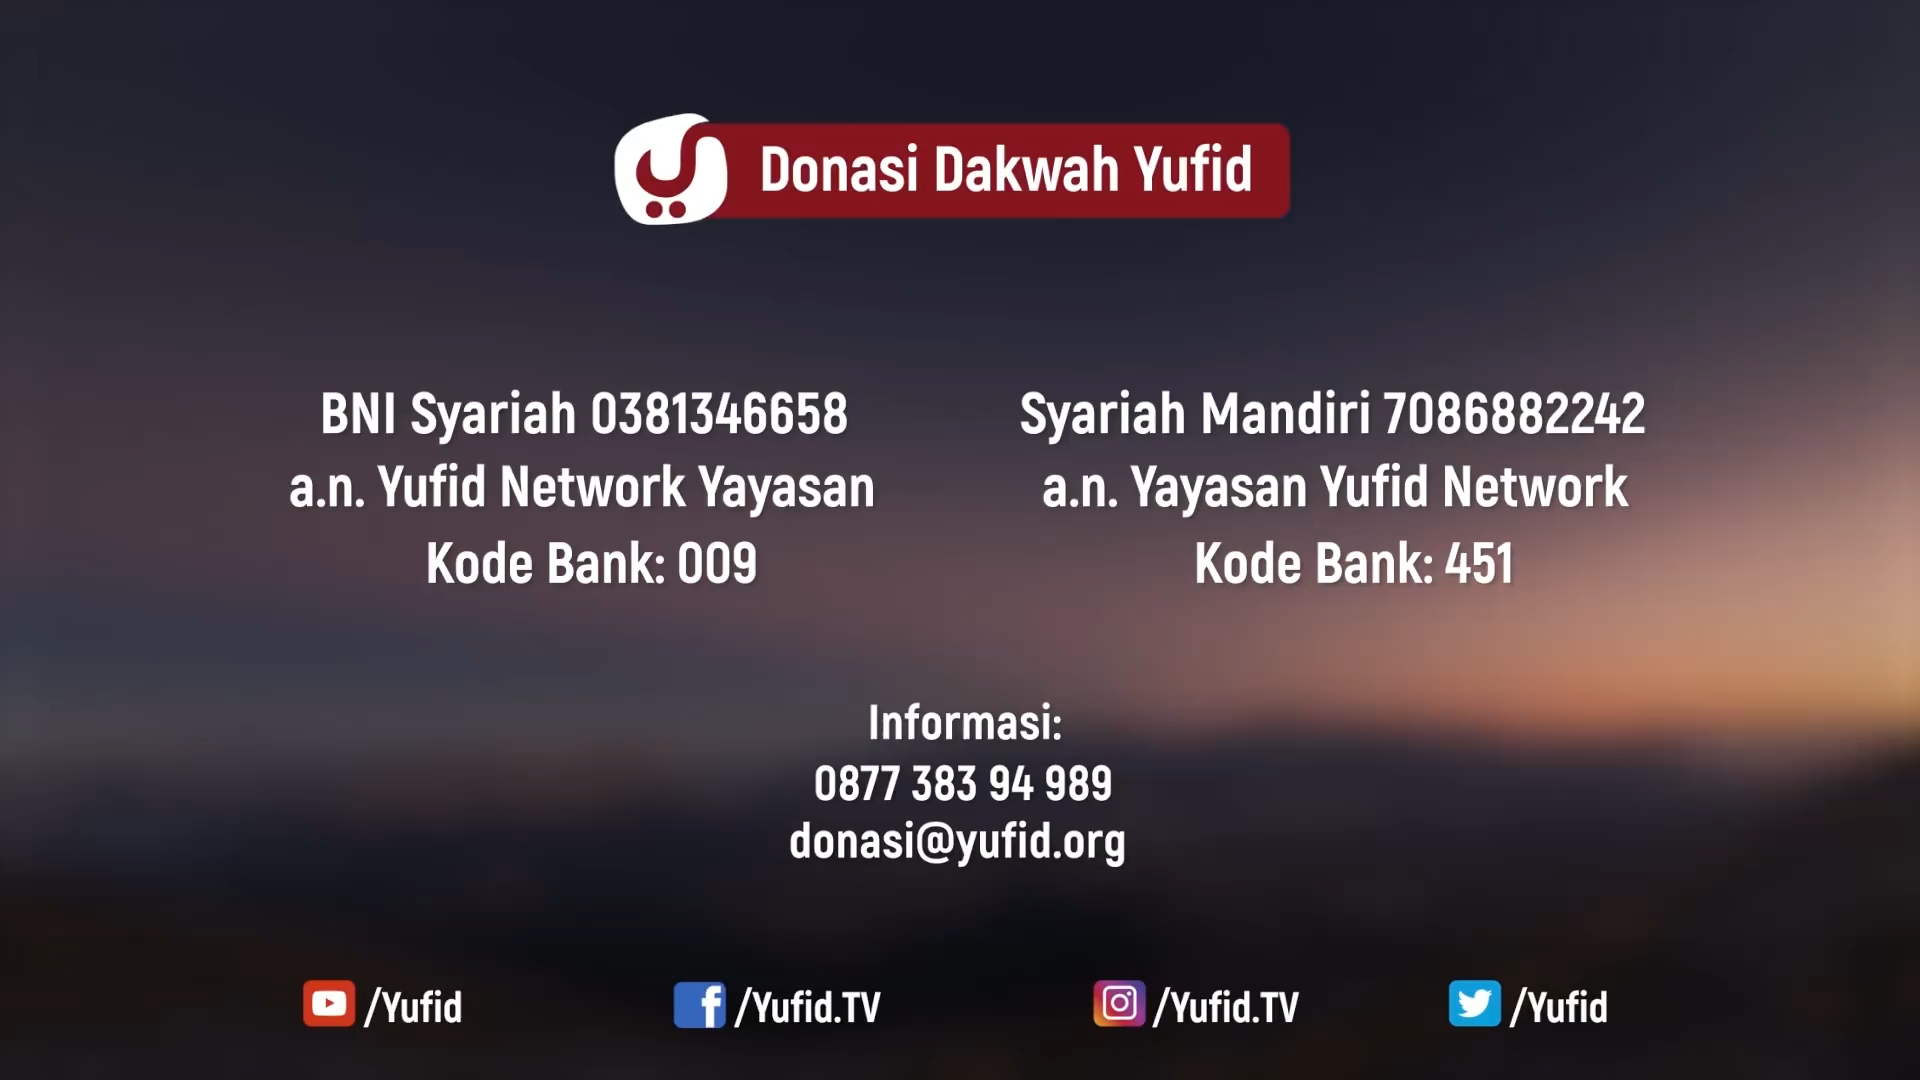 Donasi Dakwah Yufid
BNI Syariah 0381346658
a.n. Yufid Network Yayasan
Kode Bank: 009
Syariah Mandiri 7086882242
a.n. Yayasan Yufid Network
Kode Bank: 451
Informasi:
0877 383 94 989
donasi@yufid.org
/Yufid
/Yufid.TV
/Yufid.TV
/Yufid